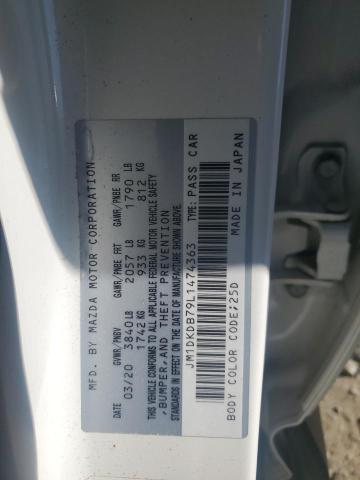 MFD. BY MAZDA MOTOR CORPORATION
DATE GVWR/PNBV GAWR/PNBE FRT GAWR/PNBE RR
03/20 3840 LB 2057 LB 1790 LB
1742 KG 933 KG 812 KG
THIS VEHICLE CONFORMS TO ALL APPLICABLE FEDERAL MOTOR VEHICLE SAFETY
,BUMPER,AND THEFT PREVENTION
STANDARDS IN EFFECT ON THE DATE OF MANUFACTURE SHOWN ABOVE.
JM1DKDB79L1474363 TYPE: PASS CAR
BODY COLOR CODE;25D MADE IN JAPAN